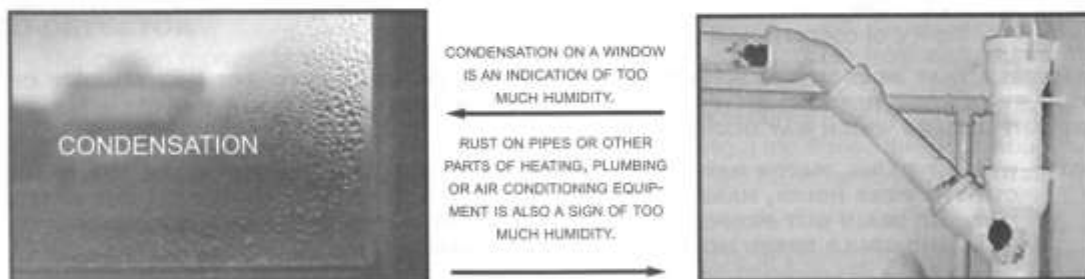 CONDENSATION
CONDENSATION ON A WINDOW
IS AN INDICATION OF TOO
MUCH HUMIDITY.
RUST ON PIPES OR OTHER
PARTS OF HEATING, PLUMBING
OR AIR CONDITIONING EQUIP-
MENT IS ALSO A SIGN OF TOO
MUCH HUMIDITY.